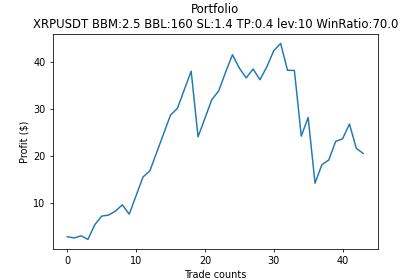 Portfolio
XRPUSDT BBM:2.5 BBL:160 SL:1.4 TP:0.4 lev:10 WinRatio:70.0
Profit ($)
40
30
20
10
0
10
20
30
40
Trade counts